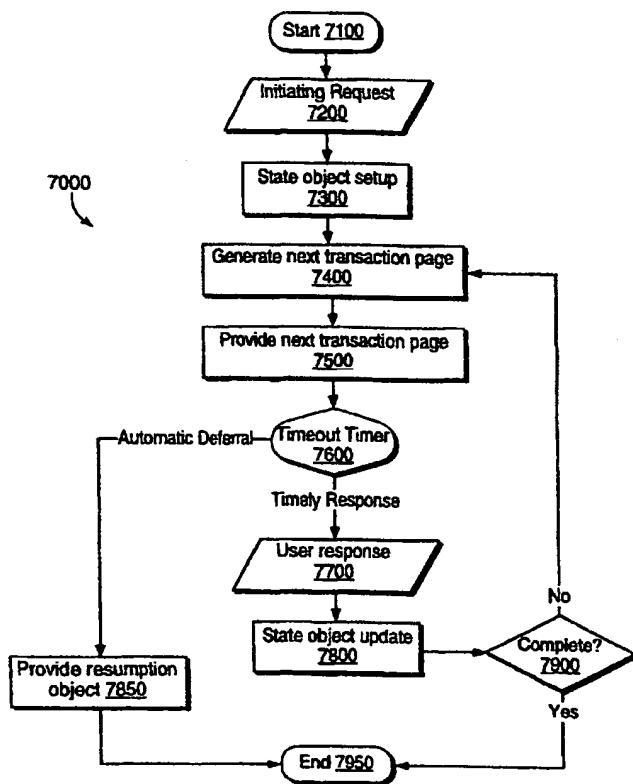 Start 7100
Initiating Request
7200
7000
State object setup
7300
Generate next transaction page
7400
Provide next transaction page
7500
Automatic Deferral
Timeout Timer
7600
Timely Response
User response
7700
No
State object update
7800
Complete?
7900
Provide resumption
object 7850
Yes
End 7950